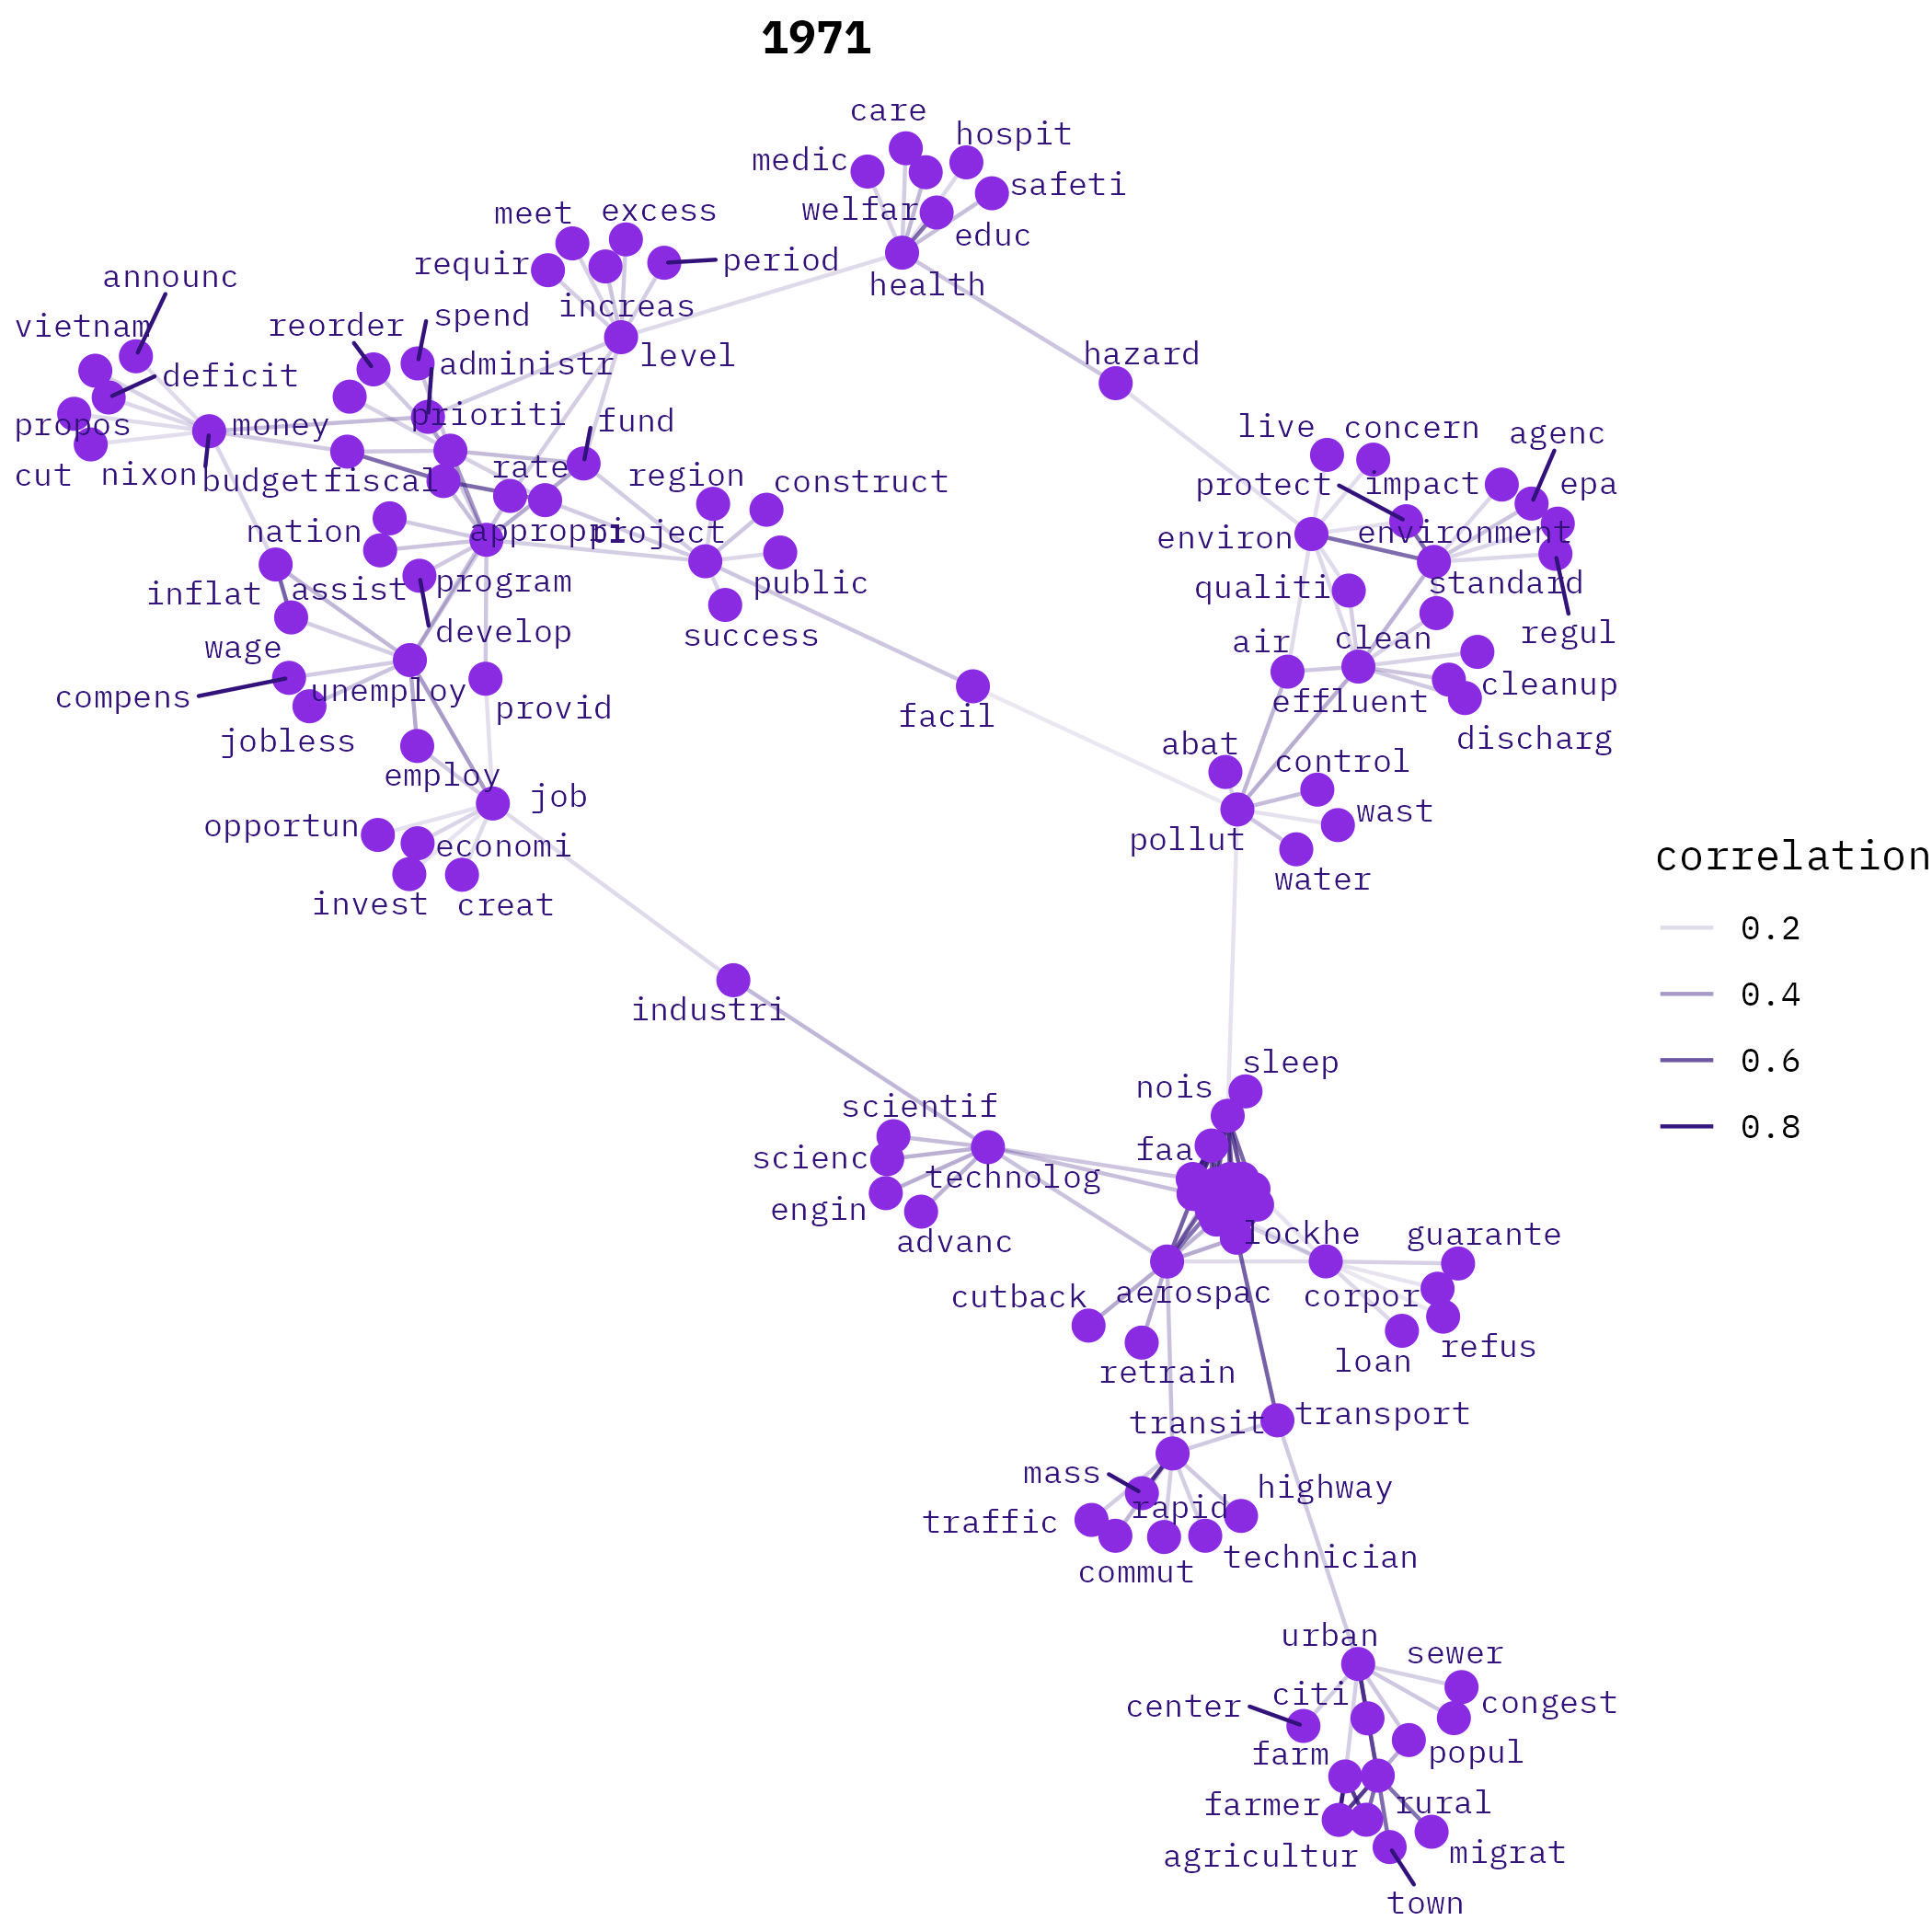 1971
care
hospit
medic
safeti
welfar
meet
excess
educ
requir
period
announc
health
increas
spend
vietnam
reorder
hazard
level
administr
deficit
prioriti
fund
live
concern
agenc
propos
money
rate
region
cut
nixon
budget
fiscal
construct
protect
impact
epa
nation
appropri
project
environ
environment
assist
program
public
qualiti
standard
inflat
develop
success
regul
wage
air
clean
compens
unemploy
provid
effluent
cleanup
facil
jobless
abat
discharg
employ
control
job
wast
opportun
economi
pollut
correlation
water
invest
creat
0.2
0.4
industri
0.6
sleep
nois
scientif
0.8
faa
scienc
technolog
engin
advanc
lockhe
guarante
cutback
aerospac
corpor
refus
retrain
loan
transit
transport
mass
rapid
highway
traffic
commut
technician
urban
sewer
center
citi
congest
farm
popul
farmer
rural
agricultur
migrat
town